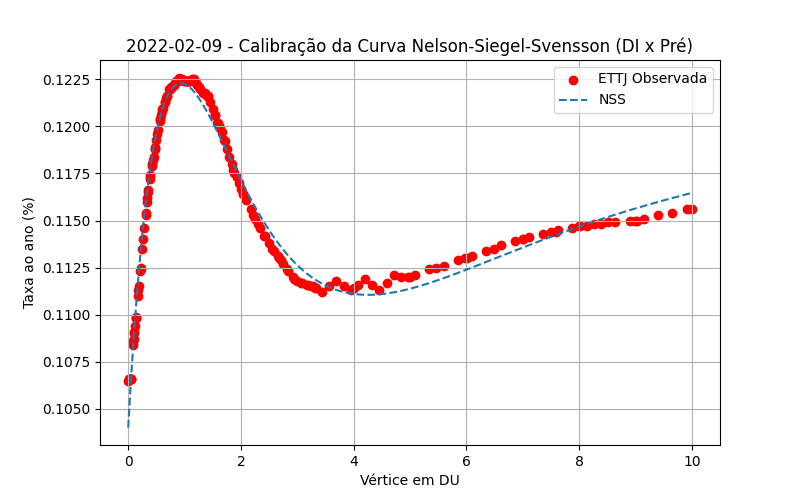 2022-02-09 - Calibração da Curva Nelson-Siegel-Svensson (DI x Pré)
ETTJ Observada
NSS
Taxa ao ano (%)
0.1225
0.1200
0.1175
0.1150
0.1125
0.1100
0.1075
0.1050
0 2 4 6 8 10
Vértice em DU